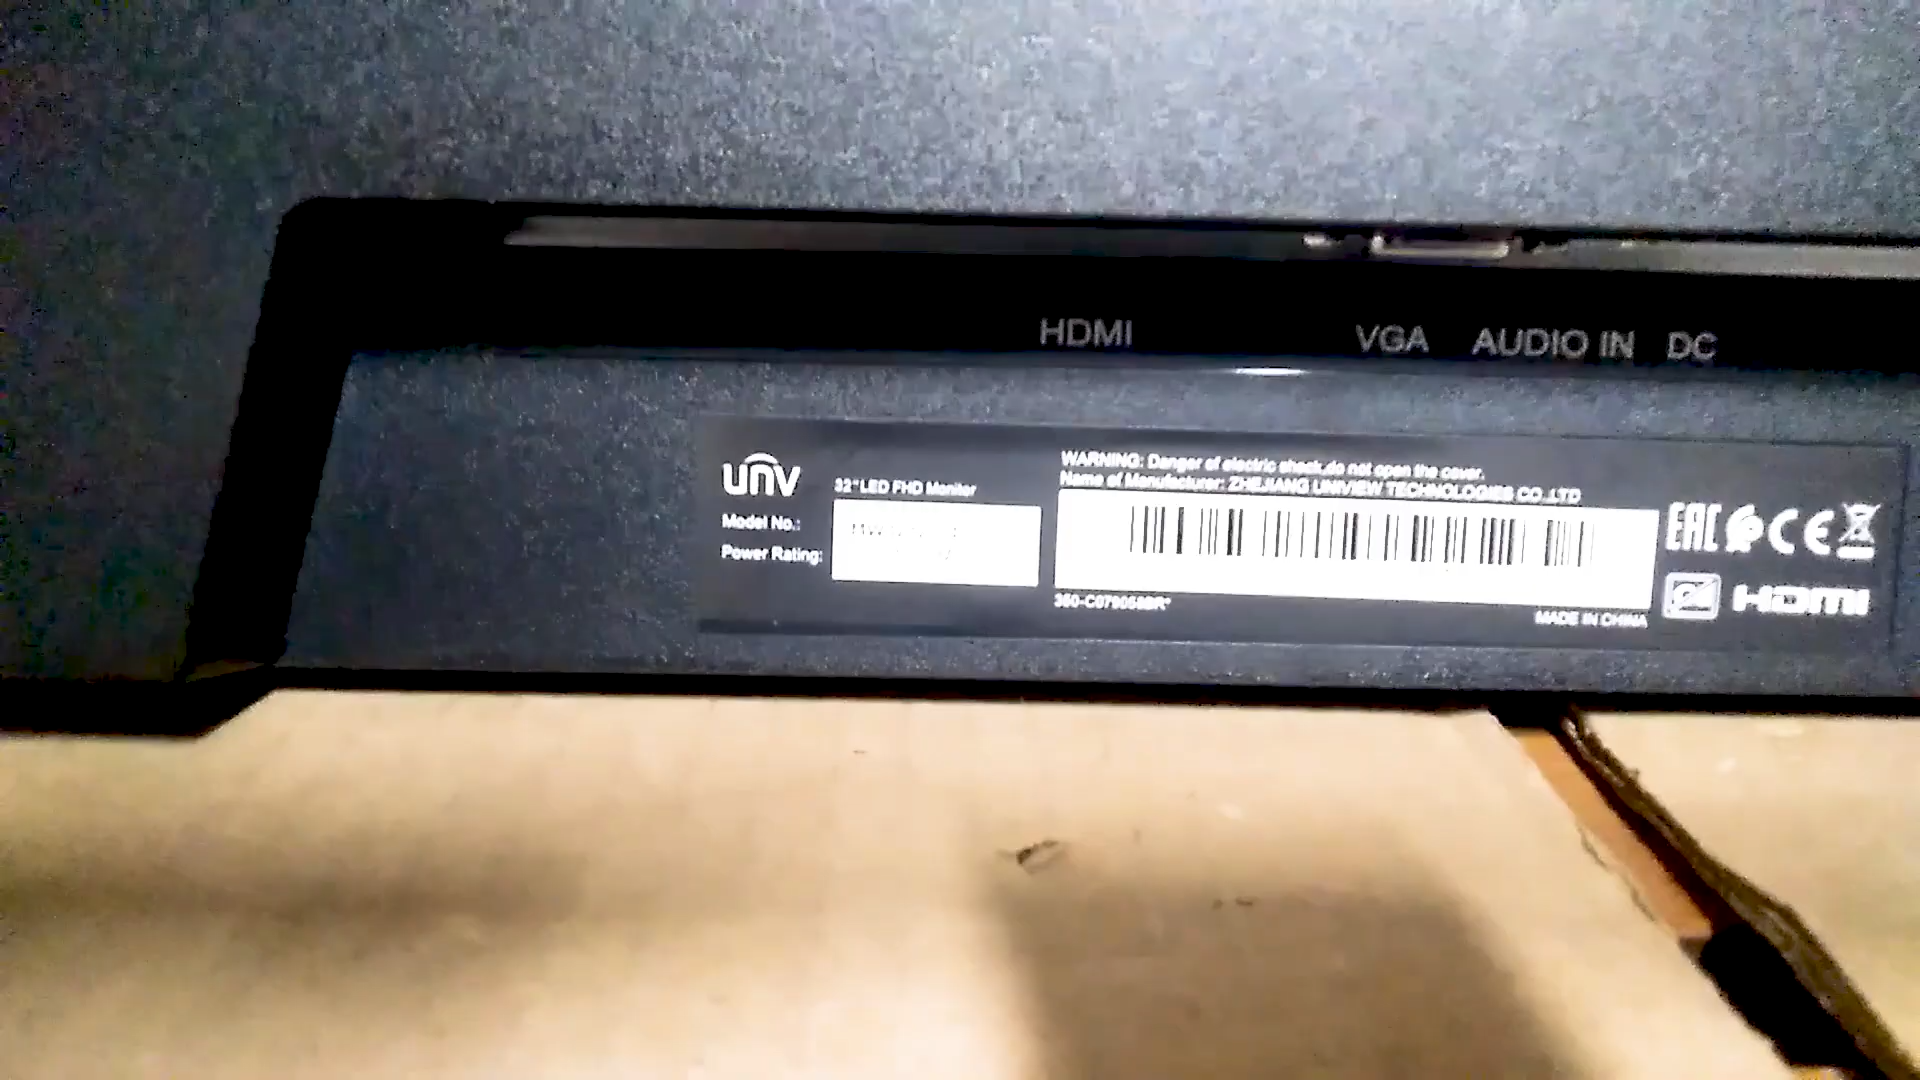 HDMI VGA AUDIO IN DC
unv
32"LED FHD Monitor
Model No.:
Power Rating:
WARNING: Danger of electric shock,do not open the cover.
Name of Manufacturer: ZHEJIANG UNIVIEW TECHNOLOGIES CO.,LTD
MADE IN CHINA
EAC CE
HDMI